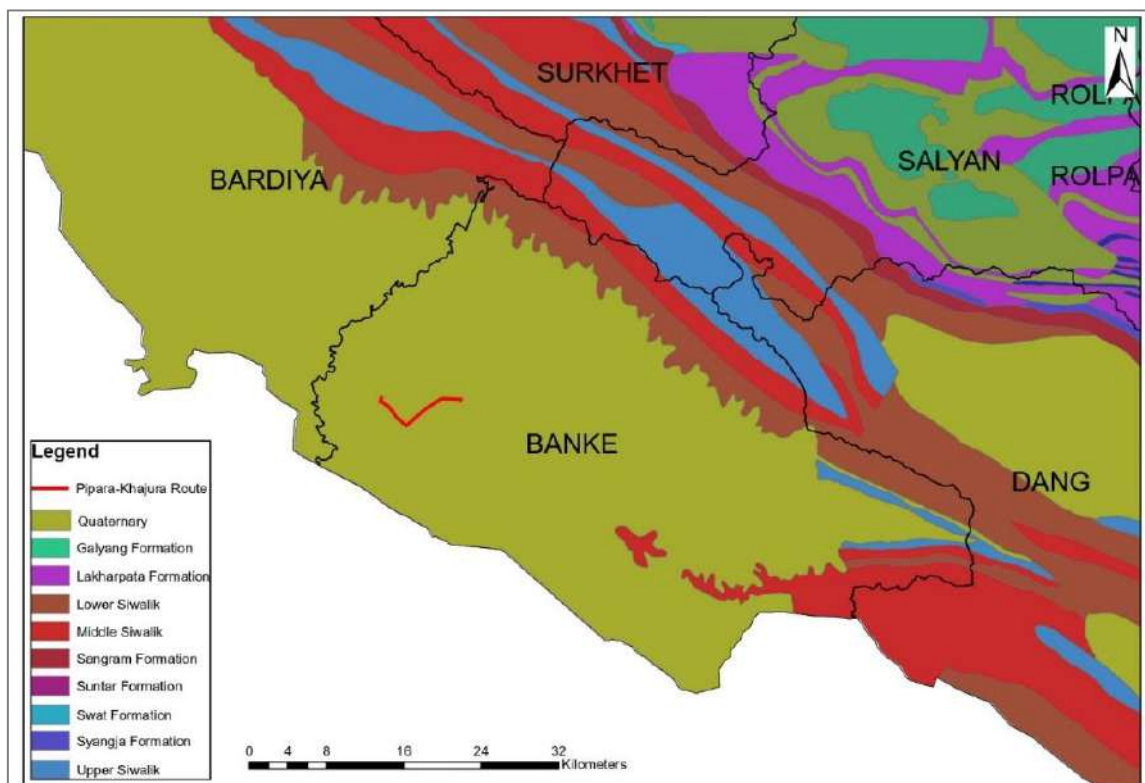 N
SURKHET
ROLPA
SALYAN
ROLPA
BARDIYA
BANKE
DANG
Legend
Pipara-Khajura Route
Quaternary
Galyang Formation
Lakharpata Formation
Lower Siwalik
Middle Siwalik
Sangram Formation
Suntar Formation
Swat Formation
Syangja Formation
Upper Siwalik
0 4 8 16 24 32
Kilometers